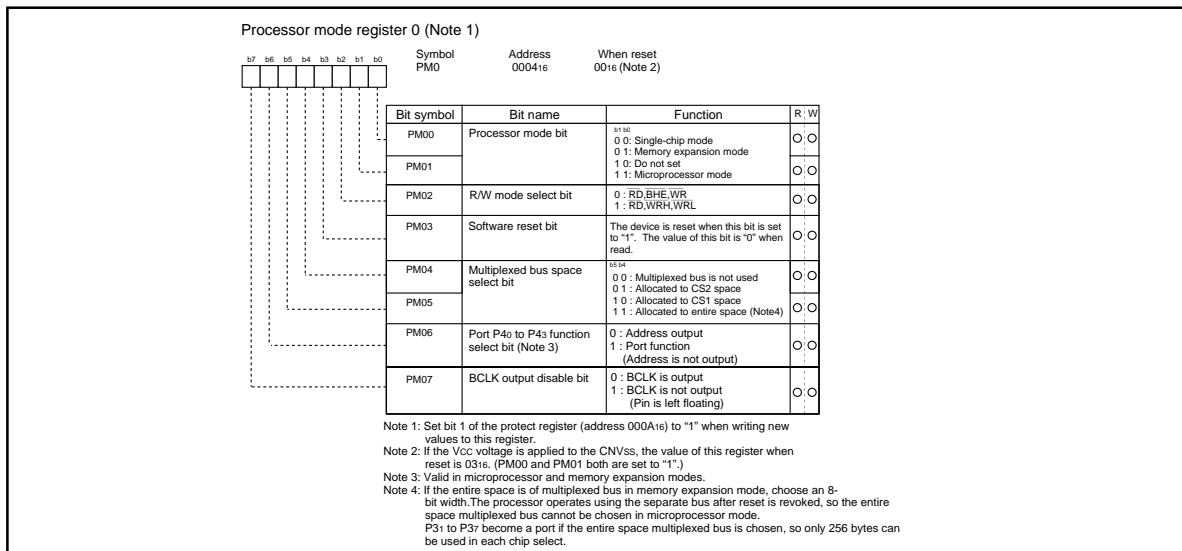 Processor mode register 0 (Note 1)
Symbol Address When reset
PM0 000416 0016 (Note 2)
b7 b6 b5 b4 b3 b2 b1 b0
Bit symbol Bit name Function R W
PM00 Processor mode bit
b1 b0
0 0: Single-chip mode
0 1: Memory expansion mode
1 0: Do not set
1 1: Microprocessor mode
PM01
PM02 R/W mode select bit
0 : RD,BHE,WR
1 : RD,WRH,WRL
PM03 Software reset bit
The device is reset when this bit is set
to “1”. The value of this bit is “0” when
read.
PM04 Multiplexed bus space
select bit
b5 b4
0 0 : Multiplexed bus is not used
0 1 : Allocated to CS2 space
1 0 : Allocated to CS1 space
1 1 : Allocated to entire space (Note4)
PM05
PM06 Port P40 to P43 function
select bit (Note 3)
0 : Address output
1 : Port function
(Address is not output)
PM07 BCLK output disable bit
0 : BCLK is output
1 : BCLK is not output
(Pin is left floating)
Note 1: Set bit 1 of the protect register (address 000A16) to “1” when writing new
values to this register.
Note 2: If the VCC voltage is applied to the CNVSS, the value of this register when
reset is 0316. (PM00 and PM01 both are set to “1”.)
Note 3: Valid in microprocessor and memory expansion modes.
Note 4: If the entire space is of multiplexed bus in memory expansion mode, choose an 8-
bit width.The processor operates using the separate bus after reset is revoked, so the entire
space multiplexed bus cannot be chosen in microprocessor mode.
P31 to P37 become a port if the entire space multiplexed bus is chosen, so only 256 bytes can
be used in each chip select.